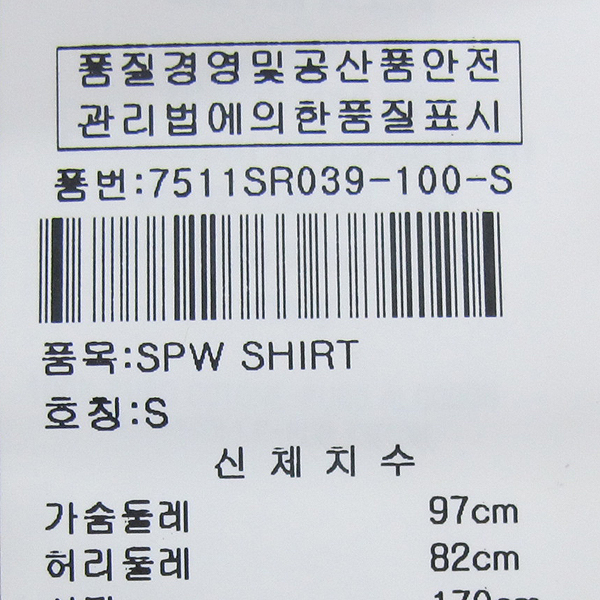 품질경영및공산품안전
관리법에의한품질표시
품번:7511SR039-100-S
품목:SPW SHIRT
호칭:S
신체치수
가슴둘레 97cm
허리둘레 82cm